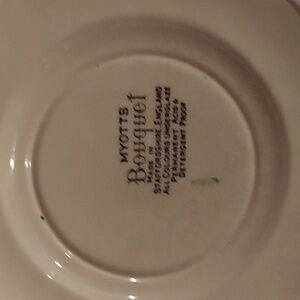 MYOTTS
Bouquet
MADE IN
STAFFORDSHIRE, ENGLAND
ALL COLOURS UNDERGLAZE
PERMANENT ACID &
DETERGENT PROOF